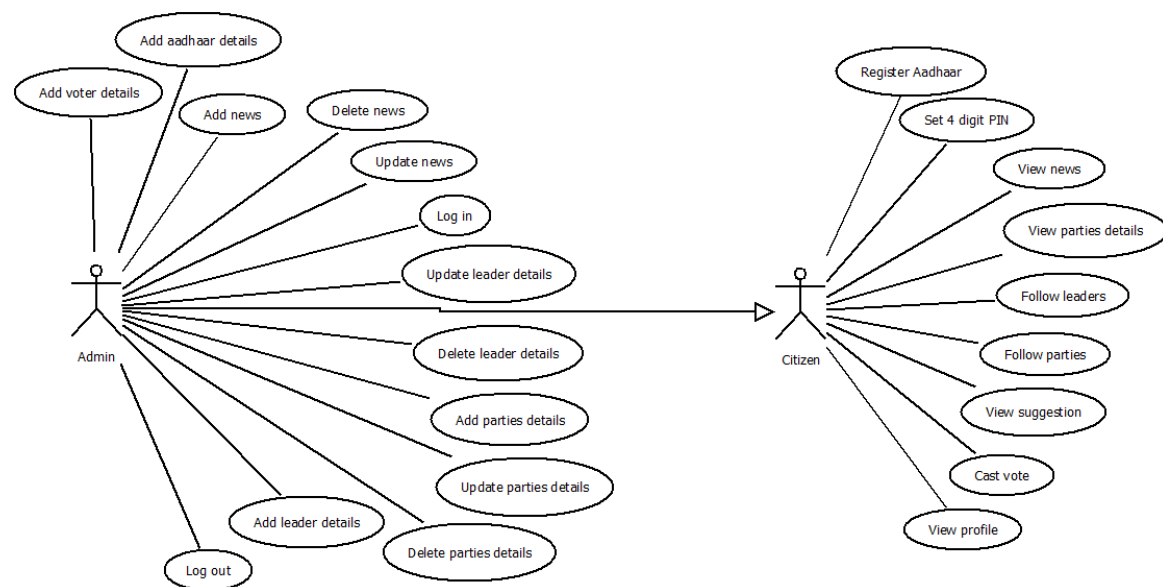 Add aadhaar details
Add voter details
Add news
Delete news
Update news
Log in
Update leader details
Admin
Delete leader details
Add parties details
Update parties details
Add leader details
Delete parties details
Log out
Register Aadhaar
Set 4 digit PIN
View news
View parties details
Follow leaders
Citizen
Follow parties
View suggestion
Cast vote
View profile